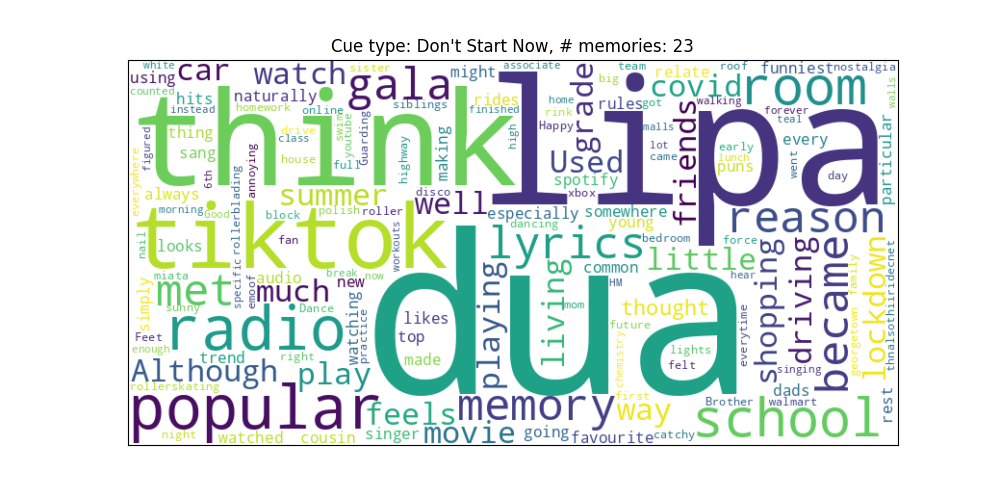 Cue type: Don't Start Now, # memories: 23
white
counted
using
car
hits
instead
naturally
watch
sister
homework
online
gala
siblings
might
associate
rides
finished
grade
big
team
rules
home
got
relate
covid
roof
walking
room
funniest
nostalgia
forever
teal
walls
think
lipa
thing
figured
sang
6th
annoying
drive
class
house
swim
youtube
full
Guarding
highway
making
high
rink
Happy
Used
spotify
xbox
malls
lot
came
friends
early
lunch
puns
every
went
day
particular
everywhere
always
rollerblading
summer
disco
well
especially
dancing
somewhere
young
bedroom
reason
force
morning
Good
block
polish
roller
tiktok
nail
looks
fan
workouts
lyrics
common
little
hear
shopping
driving
became
lockdown
family
georgetown
thnalsothiridecnet
miata
met
specific
emoof
audio
break
now
much
new
simply
sunny
Dance
dua
playing
living
mom
HM
thought
future
everytime
Feet
radio
watching
practice
likes
top
made
enough
trend
right
lights
felt
chemistry
singing
Although
play
rollerskating
dads
rest
popular
feels
memory
first
way
Brother
walmart
school
night
watched
cousin
singer
movie
going
favourite
catchy